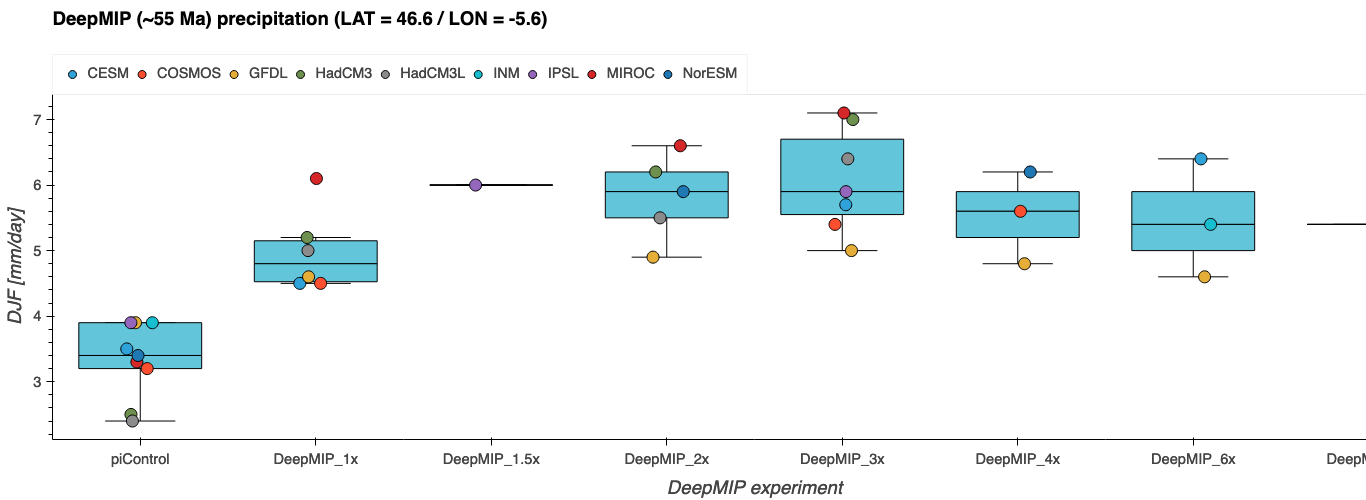 DeepMIP (~55 Ma) precipitation (LAT = 46.6 / LON = -5.6)
CESM COSMOS GFDL HadCM3 HadCM3L INM IPSL MIROC NorESM
DJF [mm/day]
7
6
5
4
3
piControl DeepMIP_1x DeepMIP_1.5x DeepMIP_2x DeepMIP_3x DeepMIP_4x DeepMIP_6x DeepM
DeepMIP experiment